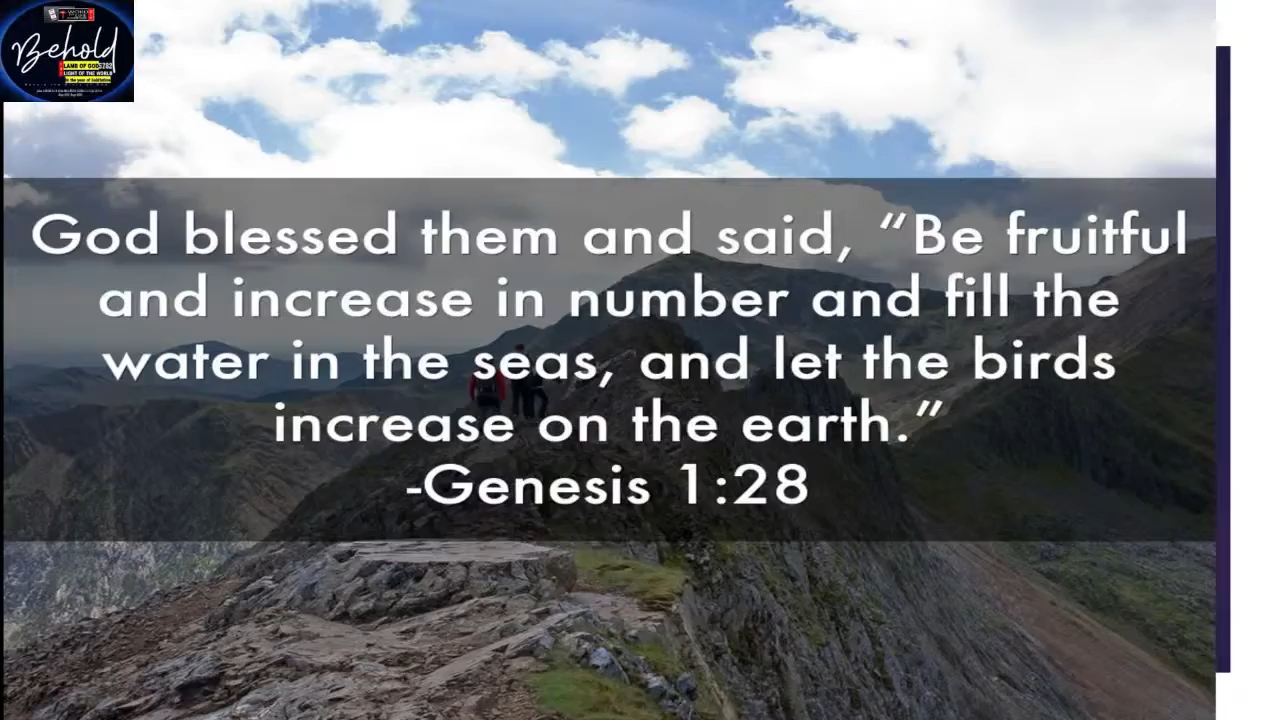 Behold
LAMB OF GOD
LIGHT OF THE WORLD
God blessed them and said, “Be fruitful
and increase in number and fill the
water in the seas, and let the birds
increase on the earth.”
-Genesis 1:28